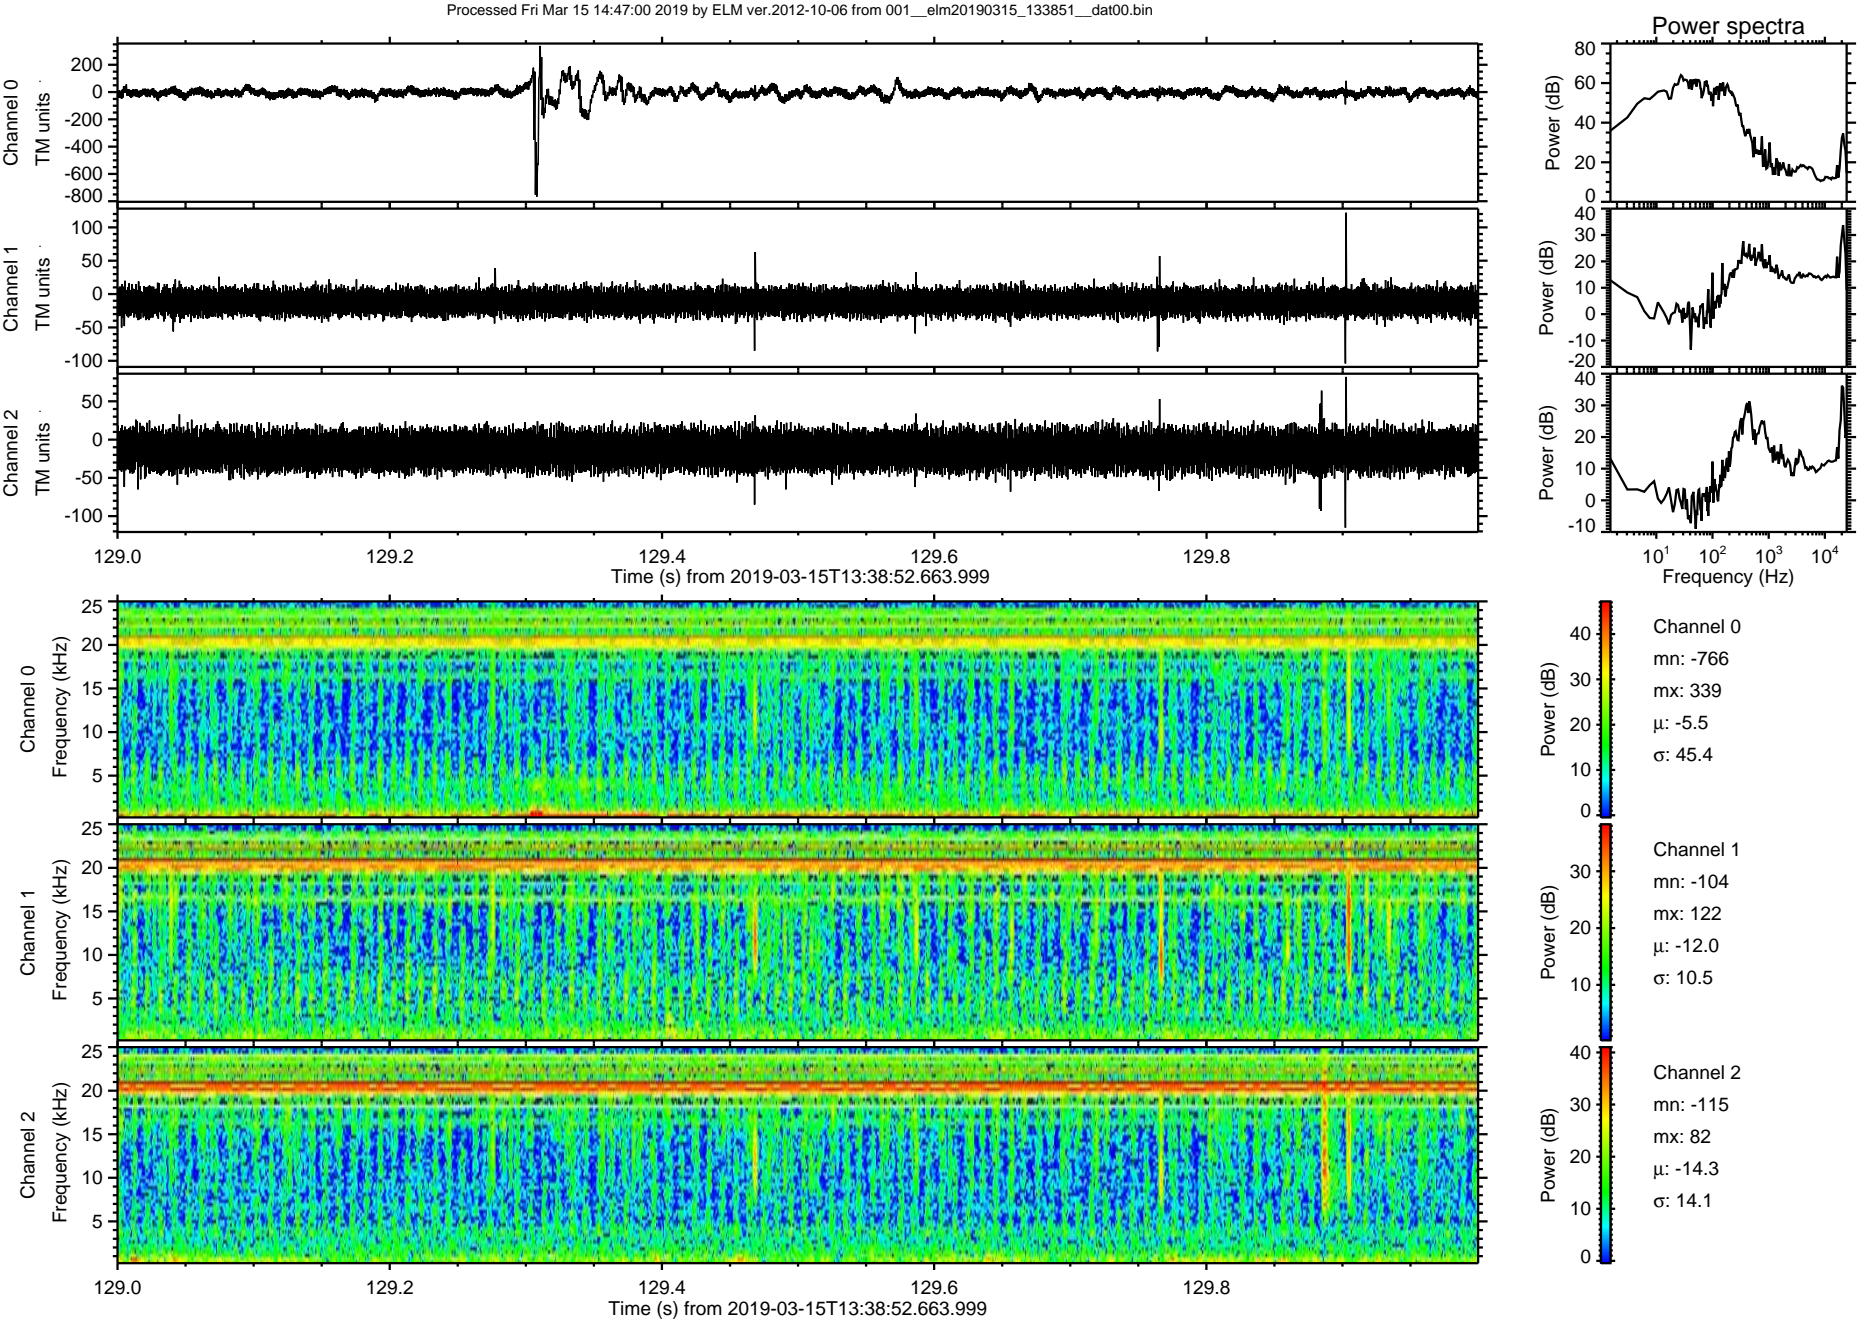 Processed Fri Mar 15 14:47:00 2019 by ELM ver.2012-10-06 from 001__elm20190315_133851__dat00.bin
Power spectra
Channel 0
TM units
200
0
-200
-400
-600
-800
Power (dB)
80
60
40
20
0
Channel 1
TM units
100
50
0
-50
-100
Power (dB)
40
30
20
10
0
-10
-20
Channel 2
TM units
50
0
-50
-100
Power (dB)
40
30
20
10
0
-10
129.0 129.2 129.4 129.6 129.8
Time (s) from 2019-03-15T13:38:52.663.999
10¹ 10² 10³ 10⁴
Frequency (Hz)
Channel 0
Frequency (kHz)
25
20
15
10
5
Power (dB)
40
30
20
10
0
Channel 0
mn: -766
mx: 339
μ: -5.5
σ: 45.4
Channel 1
Frequency (kHz)
25
20
15
10
5
Power (dB)
30
20
10
Channel 1
mn: -104
mx: 122
μ: -12.0
σ: 10.5
Channel 2
Frequency (kHz)
25
20
15
10
5
Power (dB)
40
30
20
10
0
Channel 2
mn: -115
mx: 82
μ: -14.3
σ: 14.1
129.0 129.2 129.4 129.6 129.8
Time (s) from 2019-03-15T13:38:52.663.999